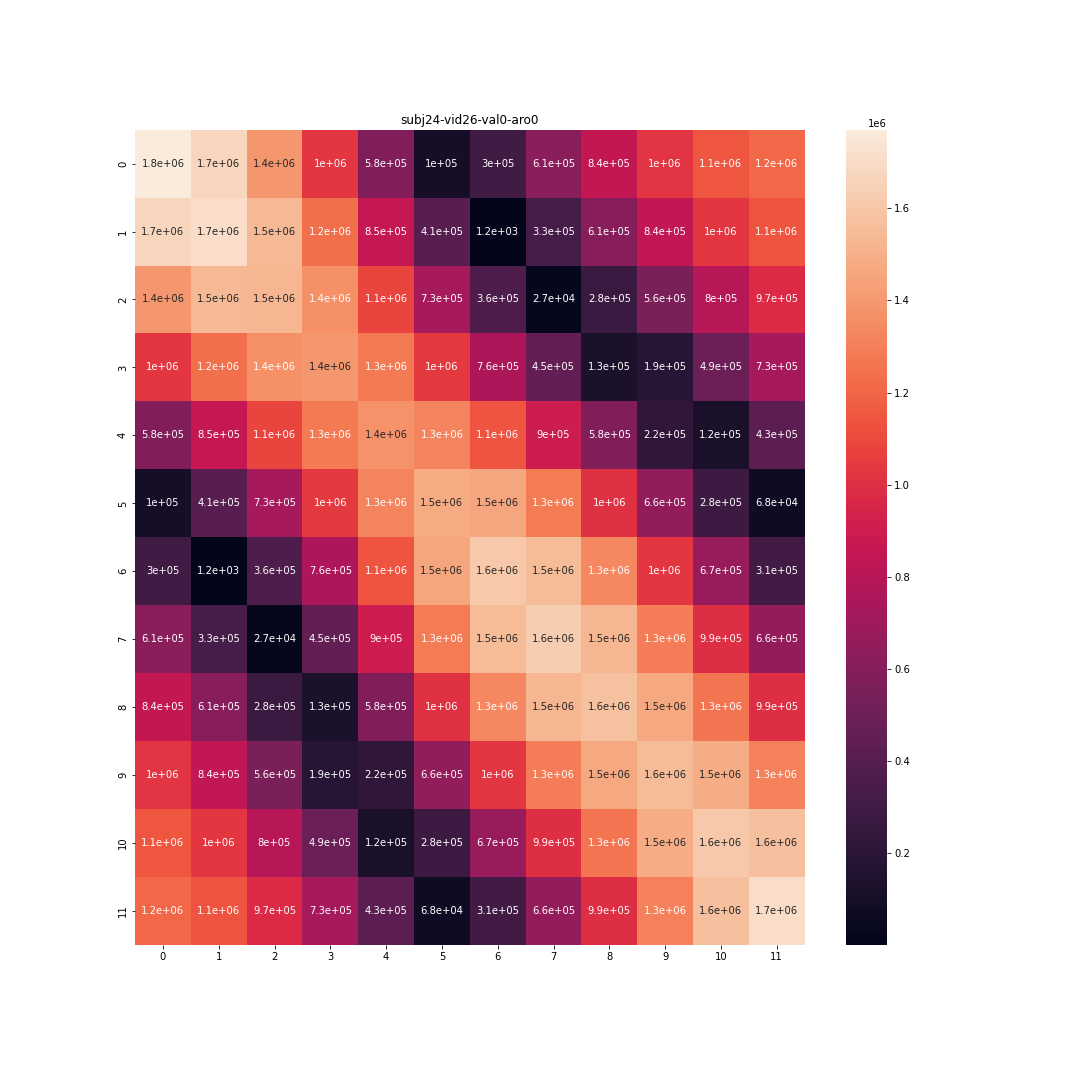 subj24-vid26-val0-aro0
1e6
0 1.8e+06 1.7e+06 1.4e+06 1e+06 5.8e+05 1e+05 3e+05 6.1e+05 8.4e+05 1e+06 1.1e+06 1.2e+06
1 1.7e+06 1.7e+06 1.5e+06 1.2e+06 8.5e+05 4.1e+05 1.2e+03 3.3e+05 6.1e+05 8.4e+05 1e+06 1.1e+06
2 1.4e+06 1.5e+06 1.5e+06 1.4e+06 1.1e+06 7.3e+05 3.6e+05 2.7e+04 2.8e+05 5.6e+05 8e+05 9.7e+05
3 1e+06 1.2e+06 1.4e+06 1.4e+06 1.3e+06 1e+06 7.6e+05 4.5e+05 1.3e+05 1.9e+05 4.9e+05 7.3e+05
4 5.8e+05 8.5e+05 1.1e+06 1.3e+06 1.4e+06 1.3e+06 1.1e+06 9e+05 5.8e+05 2.2e+05 1.2e+05 4.3e+05
5 1e+05 4.1e+05 7.3e+05 1e+06 1.3e+06 1.5e+06 1.5e+06 1.3e+06 1e+06 6.6e+05 2.8e+05 6.8e+04
6 3e+05 1.2e+03 3.6e+05 7.6e+05 1.1e+06 1.5e+06 1.6e+06 1.5e+06 1.3e+06 1e+06 6.7e+05 3.1e+05
7 6.1e+05 3.3e+05 2.7e+04 4.5e+05 9e+05 1.3e+06 1.5e+06 1.6e+06 1.5e+06 1.3e+06 9.9e+05 6.6e+05
8 8.4e+05 6.1e+05 2.8e+05 1.3e+05 5.8e+05 1e+06 1.3e+06 1.5e+06 1.6e+06 1.5e+06 1.3e+06 9.9e+05
9 1e+06 8.4e+05 5.6e+05 1.9e+05 2.2e+05 6.6e+05 1e+06 1.3e+06 1.5e+06 1.6e+06 1.5e+06 1.3e+06
10 1.1e+06 1e+06 8e+05 4.9e+05 1.2e+05 2.8e+05 6.7e+05 9.9e+05 1.3e+06 1.5e+06 1.6e+06 1.6e+06
11 1.2e+06 1.1e+06 9.7e+05 7.3e+05 4.3e+05 6.8e+04 3.1e+05 6.6e+05 9.9e+05 1.3e+06 1.6e+06 1.7e+06
0 1 2 3 4 5 6 7 8 9 10 11
1.6
1.4
1.2
1.0
0.8
0.6
0.4
0.2